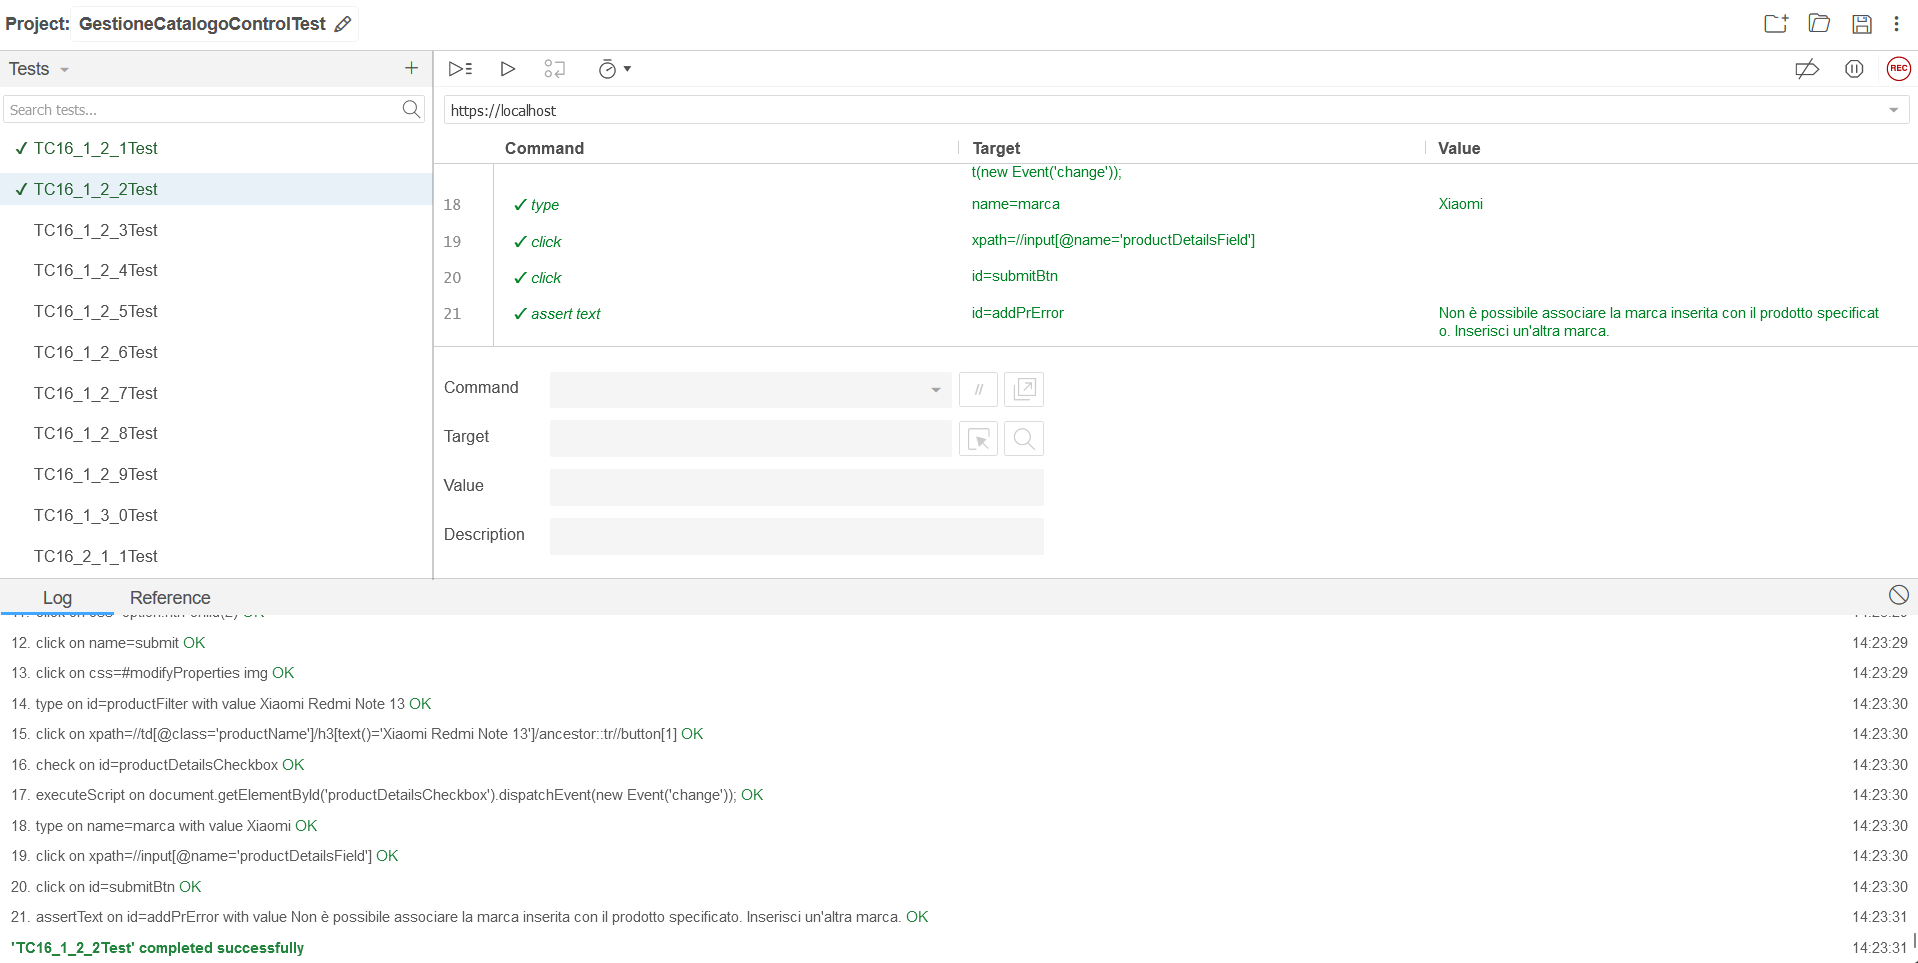 Project: GestioneCatalogoControlTest
Tests
Search tests...
✓ TC16_1_2_1Test
✓ TC16_1_2_2Test
TC16_1_2_3Test
TC16_1_2_4Test
TC16_1_2_5Test
TC16_1_2_6Test
TC16_1_2_7Test
TC16_1_2_8Test
TC16_1_2_9Test
TC16_1_3_0Test
TC16_2_1_1Test
REC
https://localhost
Command Target Value
t(new Event('change'));
18 ✓ type name=marca Xiaomi
19 ✓ click xpath=//input[@name='productDetailsField']
20 ✓ click id=submitBtn
21 ✓ assert text id=addPrError Non è possibile associare la marca inserita con il prodotto specificat
o. Inserisci un'altra marca.
Command //
Target
Value
Description
Log Reference
12. click on name=submit OK 14:23:29
13. click on css=#modifyProperties img OK 14:23:29
14. type on id=productFilter with value Xiaomi Redmi Note 13 OK 14:23:30
15. click on xpath=//td[@class='productName']/h3[text()='Xiaomi Redmi Note 13']/ancestor::tr//button[1] OK 14:23:30
16. check on id=productDetailsCheckbox OK 14:23:30
17. executeScript on document.getElementById('productDetailsCheckbox').dispatchEvent(new Event('change')); OK 14:23:30
18. type on name=marca with value Xiaomi OK 14:23:30
19. click on xpath=//input[@name='productDetailsField'] OK 14:23:30
20. click on id=submitBtn OK 14:23:30
21. assertText on id=addPrError with value Non è possibile associare la marca inserita con il prodotto specificato. Inserisci un'altra marca. OK 14:23:31
'TC16_1_2_2Test' completed successfully 14:23:31